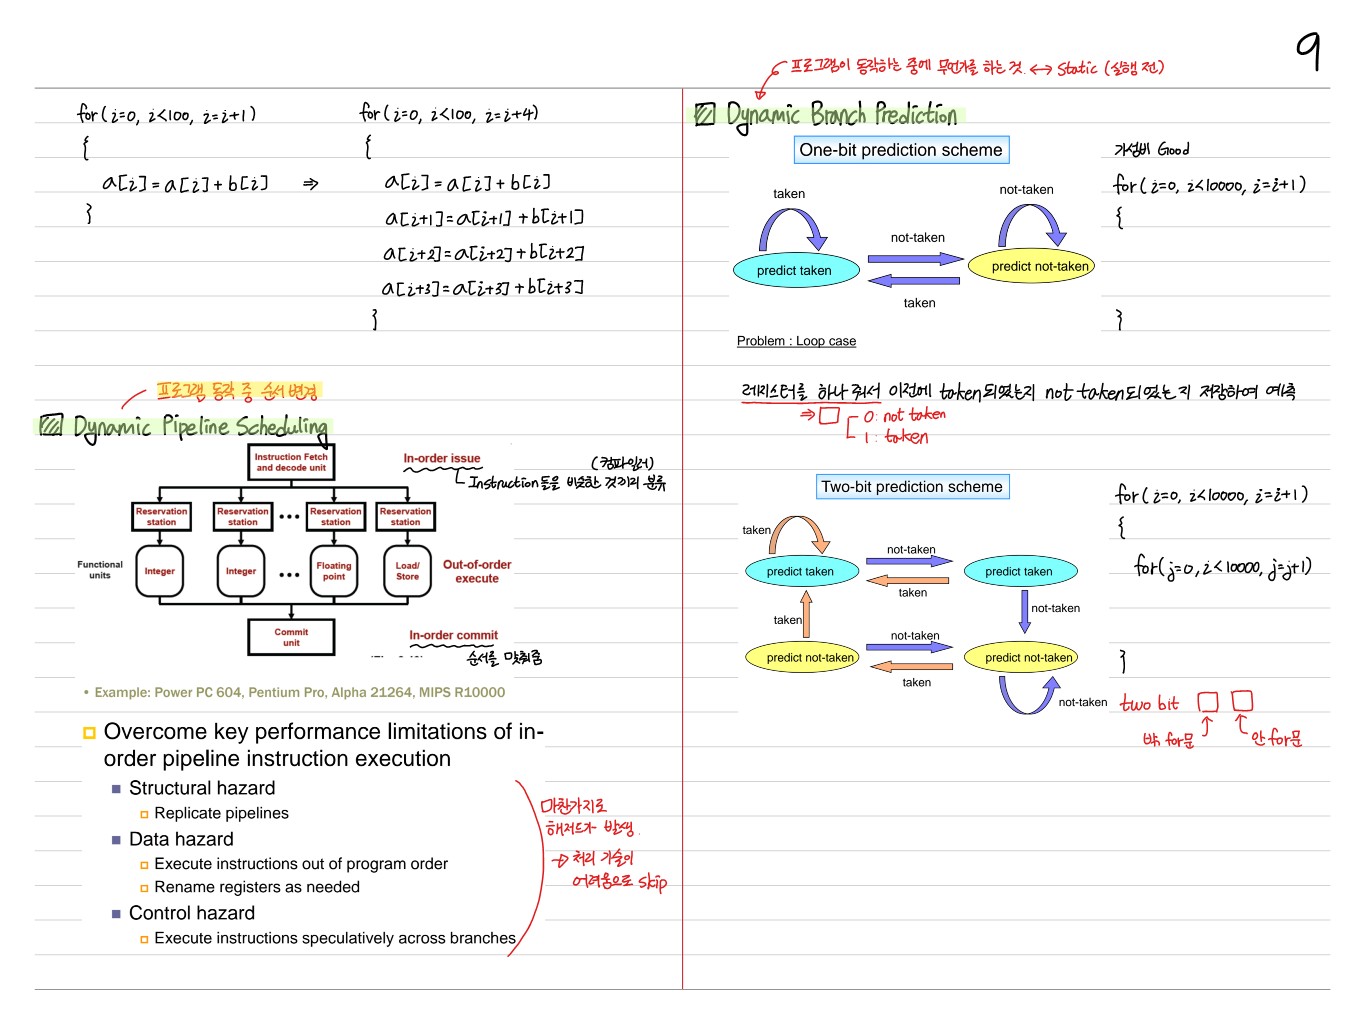 9
for(i=0, i<100, i=i+1)
{
a[i]=a[i]+b[i]
}
⇒
for(i=0, i<100, i=i+4)
{
a[i]=a[i]+b[i]
a[i+1]=a[i+1]+b[i+1]
a[i+2]=a[i+2]+b[i+2]
a[i+3]=a[i+3]+b[i+3]
}
프로그램 동작 중 순서 변경
Dynamic Pipeline Scheduling
Instruction Fetch
and decode unit
In-order issue
(컴파일러)
Instruction들을 비슷한 것끼리 분류
Reservation
station
Reservation
station
•••
Reservation
station
Reservation
station
Functional
units
Integer
Integer
•••
Floating
point
Load/
Store
Out-of-order
execute
Commit
unit
In-order commit
순서를 맞춰줌
• Example: Power PC 604, Pentium Pro, Alpha 21264, MIPS R10000
Overcome key performance limitations of in-
order pipeline instruction execution
Structural hazard
Replicate pipelines
Data hazard
Execute instructions out of program order
Rename registers as needed
Control hazard
Execute instructions speculatively across branches
마찬가지로
해저드가 발생.
→ 처리 기술이
어려움으로 skip
프로그램이 동작하는 중에 무언가를 하는 것. ↔ Static (실행 전)
Dynamic Branch Prediction
One-bit prediction scheme
가성비 Good
taken
not-taken
not-taken
predict taken
predict not-taken
taken
Problem : Loop case
for(i=0, i<10000, i=i+1)
{
}
레지스터를 하나 둬서 이전에 taken되었는지 not taken되었는지 저장하여 예측
⇒ 0: not taken
1: taken
Two-bit prediction scheme
taken
not-taken
predict taken
predict taken
taken
taken
not-taken
not-taken
predict not-taken
predict not-taken
taken
not-taken
for(i=0, i<10000, i=i+1)
{
for(j=0, i<10000, j=j+1)
}
two bit
밖 for문
안 for문